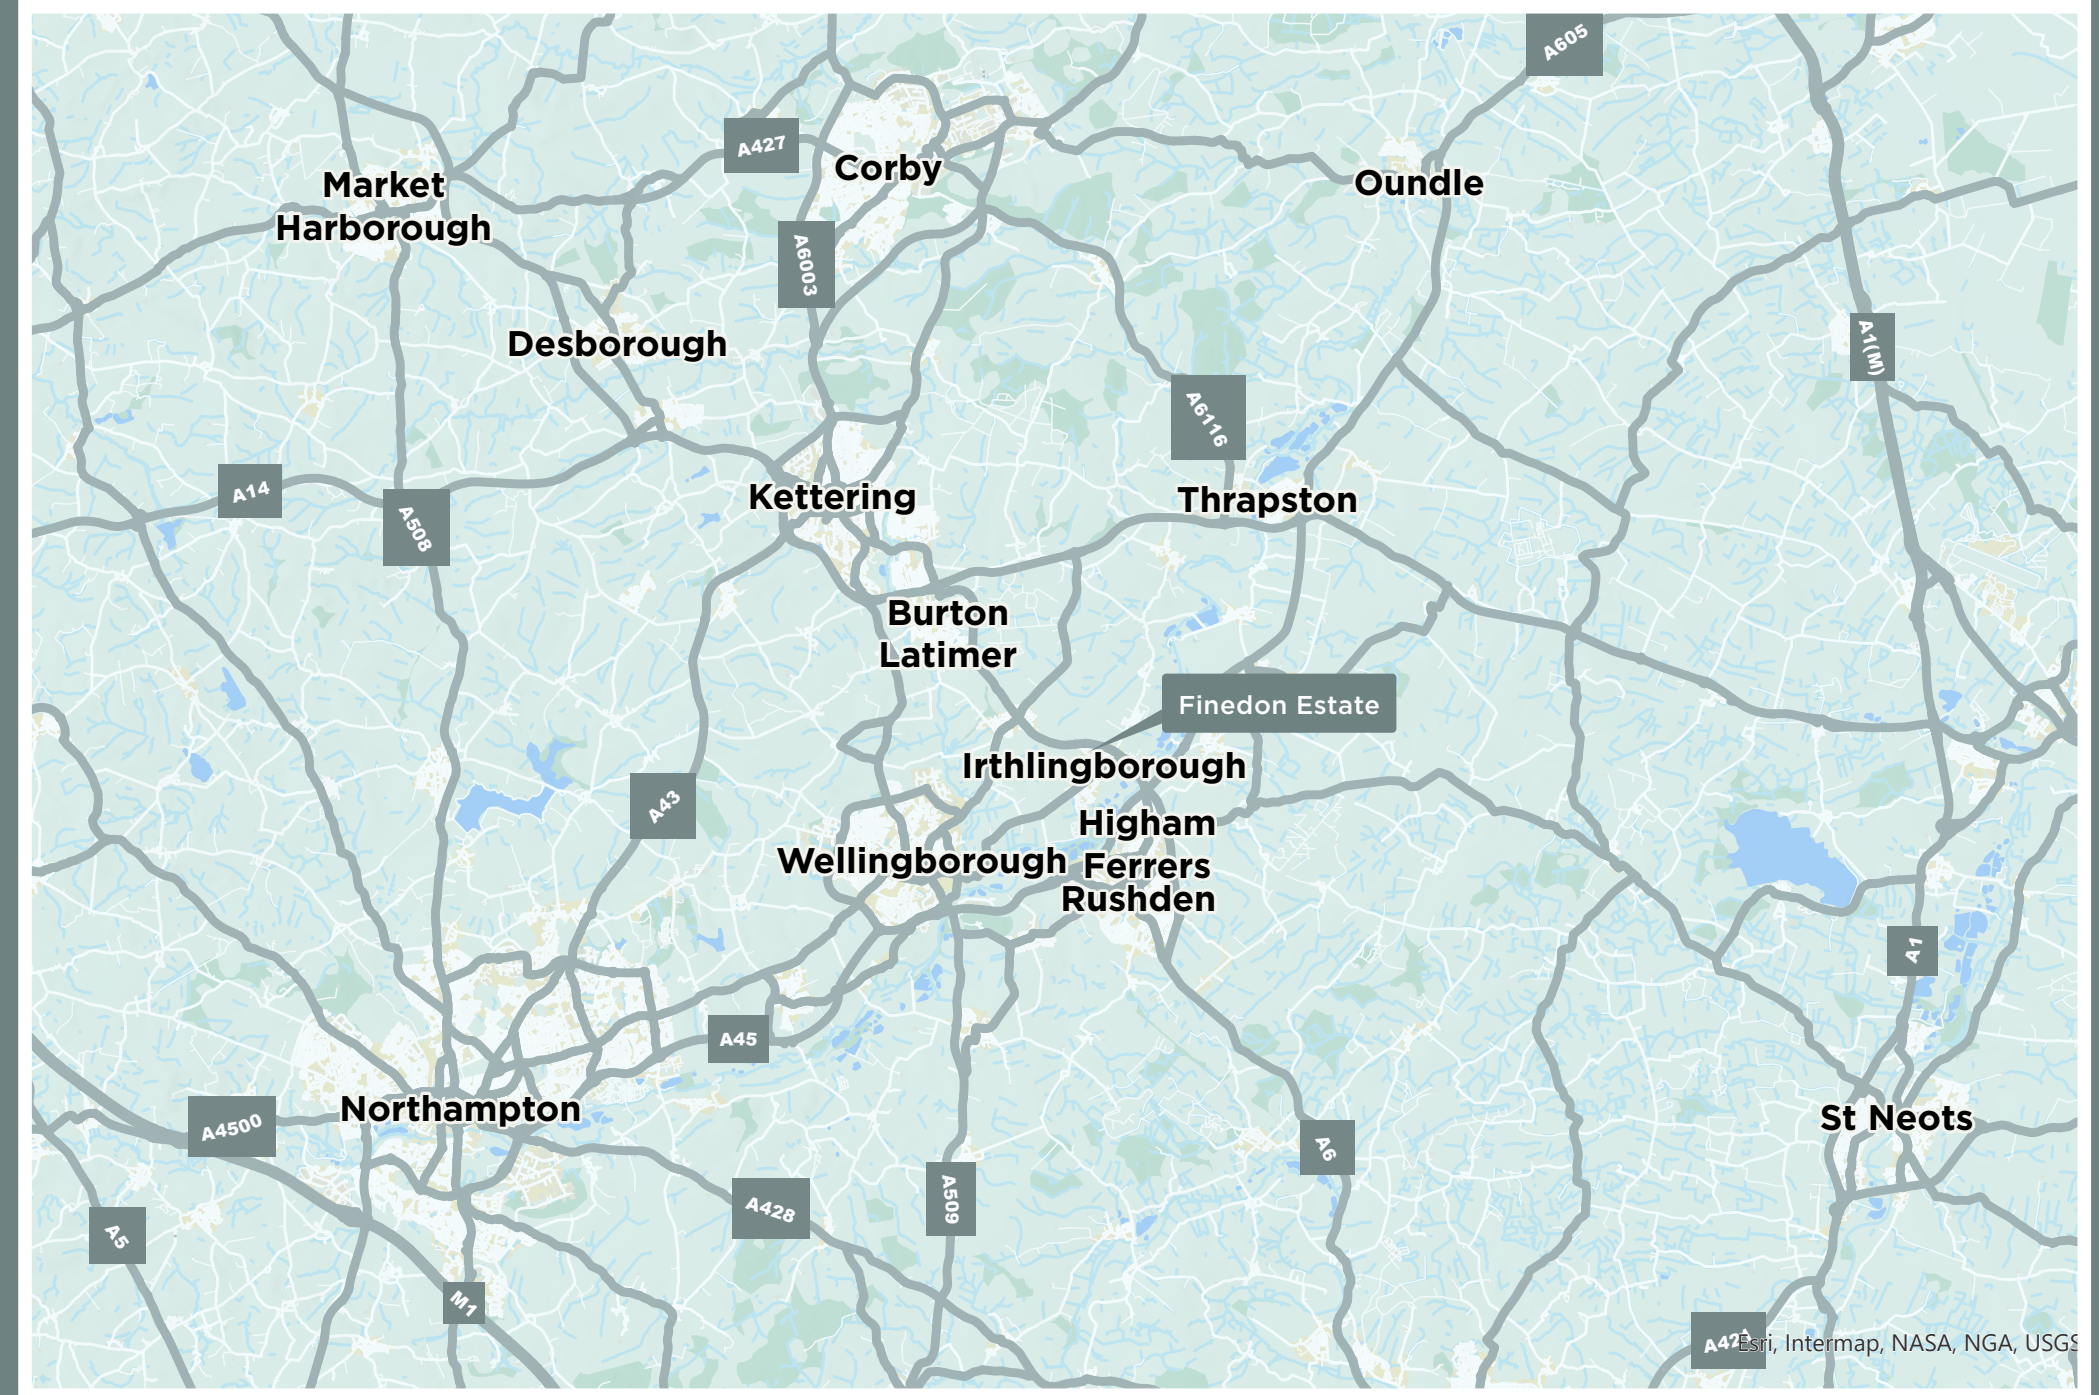 A605
A427
Corby
Market
Harborough
Oundle
A6003
A1(M)
Desborough
A6116
A14
Kettering
Thrapston
A508
Burton
Latimer
Finedon Estate
Irthlingborough
A43
Higham
Ferrers
Wellingborough
Rushden
A1
A45
Northampton
A4500
St Neots
A6
A428
A509
A5
M1
A421
Esri, Intermap, NASA, NGA, USGS